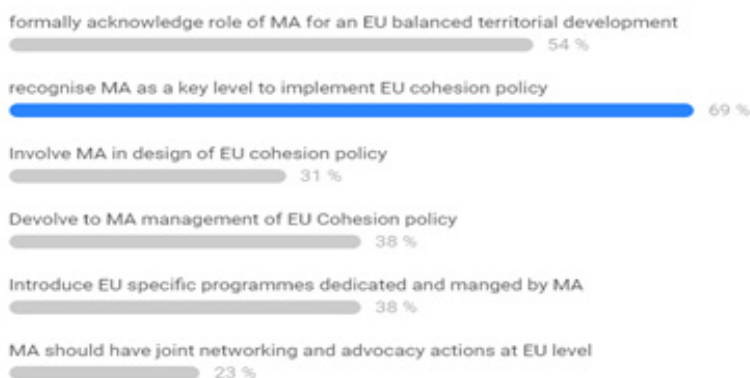 formally acknowledge role of MA for an EU balanced territorial development
54 %
recognise MA as a key level to implement EU cohesion policy
69 %
Involve MA in design of EU cohesion policy
31 %
Devolve to MA management of EU Cohesion policy
38 %
Introduce EU specific programmes dedicated and manged by MA
38 %
MA should have joint networking and advocacy actions at EU level
23 %